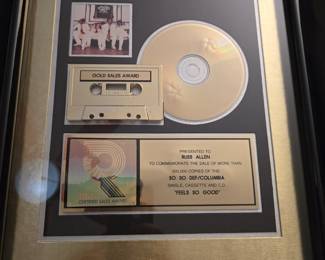 GOLD SALES AWARD
PRESENTED TO
RUSS ALLEN
TO COMMEMORATE THE SALE OF MORE THAN
500,000 COPIES OF THE
SO SO DEF/COLUMBIA
SINGLE, CASSETTE AND C.D.
"FEELS SO GOOD"
CERTIFIED SALES AWARD